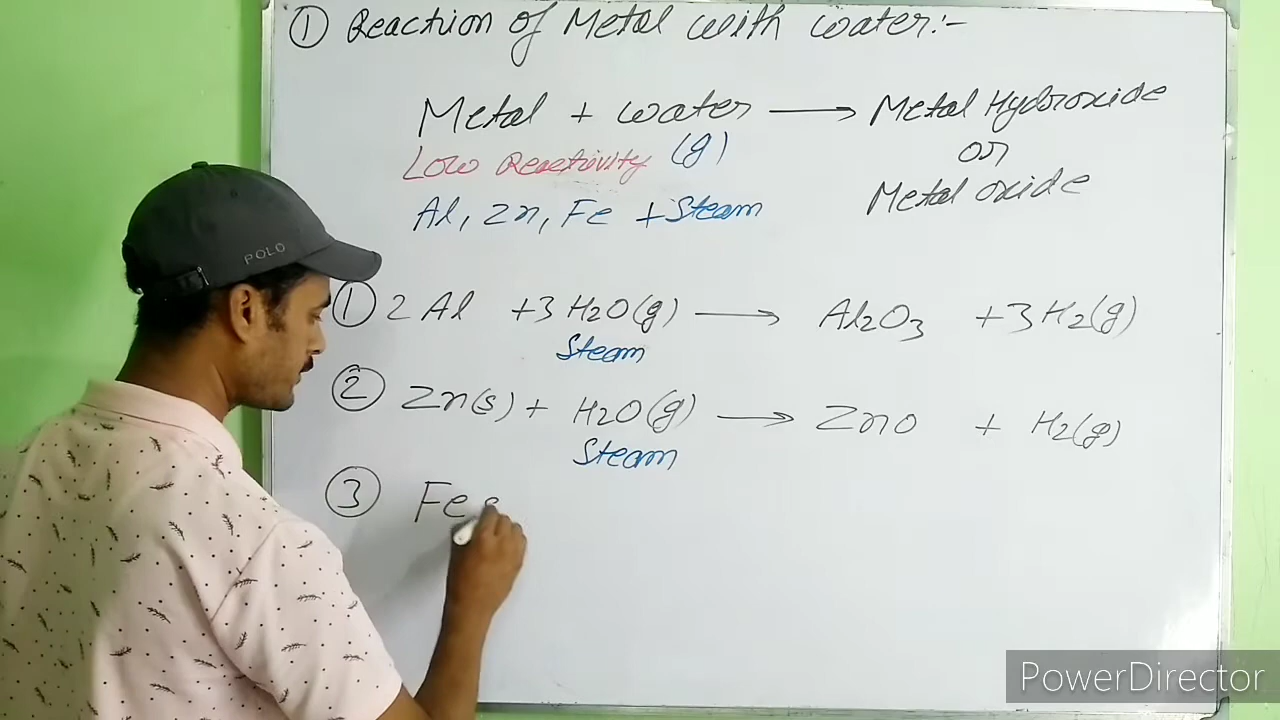 ① Reaction of Metal with water:-
Metal + water ⟶ Metal Hydroxide
Low Reactivity (g) or
Al, Zn, Fe + Steam Metal oxide
① 2 Al + 3 H2O(g) ⟶ Al2O3 + 3 H2(g)
Steam
② Zn(s) + H2O(g) ⟶ ZnO + H2(g)
Steam
③ Fe
POLO
PowerDirector